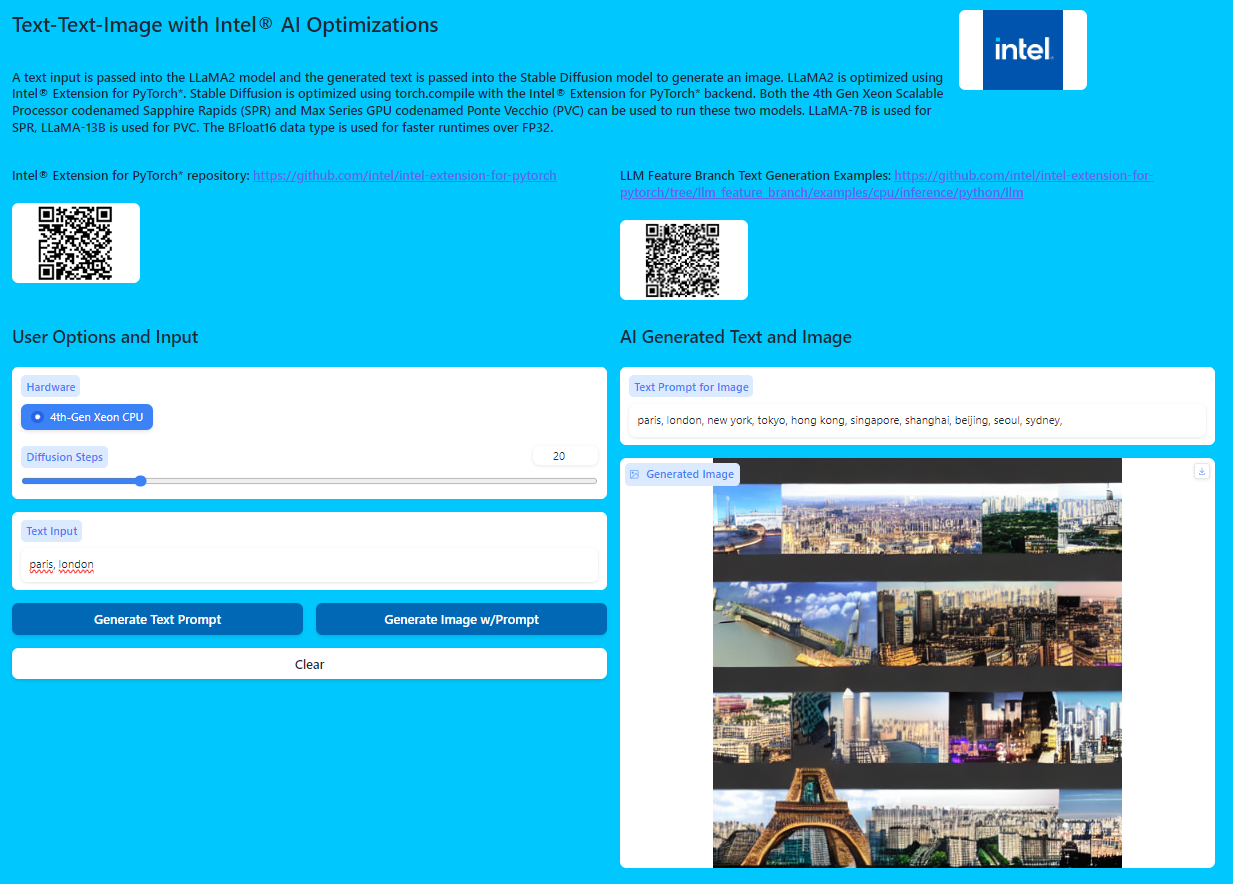 Text-Text-Image with Intel® AI Optimizations
intel.
A text input is passed into the LLaMA2 model and the generated text is passed into the Stable Diffusion model to generate an image. LLaMA2 is optimized using
Intel® Extension for PyTorch*. Stable Diffusion is optimized using torch.compile with the Intel® Extension for PyTorch* backend. Both the 4th Gen Xeon Scalable
Processor codenamed Sapphire Rapids (SPR) and Max Series GPU codenamed Ponte Vecchio (PVC) can be used to run these two models. LLaMA-7B is used for
SPR, LLaMA-13B is used for PVC. The BFloat16 data type is used for faster runtimes over FP32.
Intel® Extension for PyTorch* repository: https://github.com/intel/intel-extension-for-pytorch
LLM Feature Branch Text Generation Examples: https://github.com/intel/intel-extension-for-
pytorch/tree/llm_feature_branch/examples/cpu/inference/python/llm
User Options and Input
Hardware
4th-Gen Xeon CPU
Diffusion Steps
20
Text Input
paris, london
Generate Text Prompt
Generate Image w/Prompt
Clear
AI Generated Text and Image
Text Prompt for Image
paris, london, new york, tokyo, hong kong, singapore, shanghai, beijing, seoul, sydney,
Generated Image